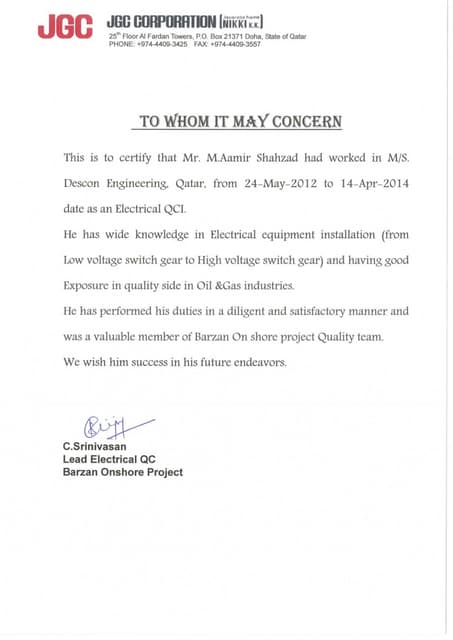 JGC JGC CORPORATION [Japanese Name NIKKI K.K.]
25th Floor Al Fardan Towers, P.O. Box 21371 Doha, State of Qatar
PHONE: +974-4409-3425 FAX: +974-4409-3557
TO WHOM IT MAY CONCERN
This is to certify that Mr. M.Aamir Shahzad had worked in M/S.
Descon Engineering, Qatar, from 24-May-2012 to 14-Apr-2014
date as an Electrical QCI.
He has wide knowledge in Electrical equipment installation (from
Low voltage switch gear to High voltage switch gear) and having good
Exposure in quality side in Oil &Gas industries.
He has performed his duties in a diligent and satisfactory manner and
was a valuable member of Barzan On shore project Quality team.
We wish him success in his future endeavors.
C.Srinivasan
Lead Electrical QC
Barzan Onshore Project